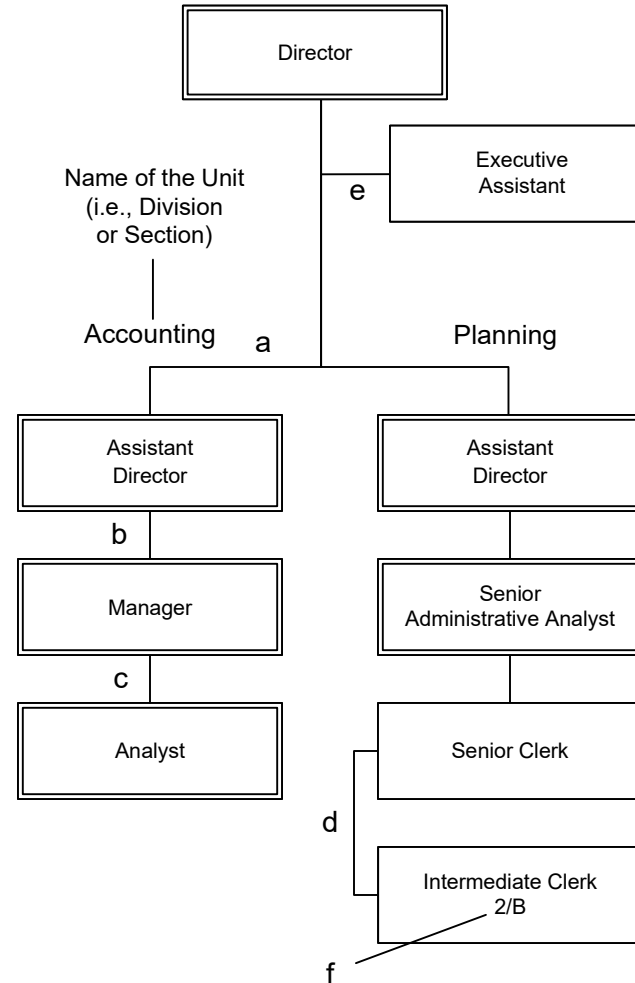 Director
Executive
Assistant
e
Name of the Unit
(i.e., Division
or Section)
Accounting
a
Planning
Assistant
Director
Assistant
Director
b
Manager
Senior
Administrative Analyst
c
Analyst
Senior Clerk
d
Intermediate Clerk
2/B
f